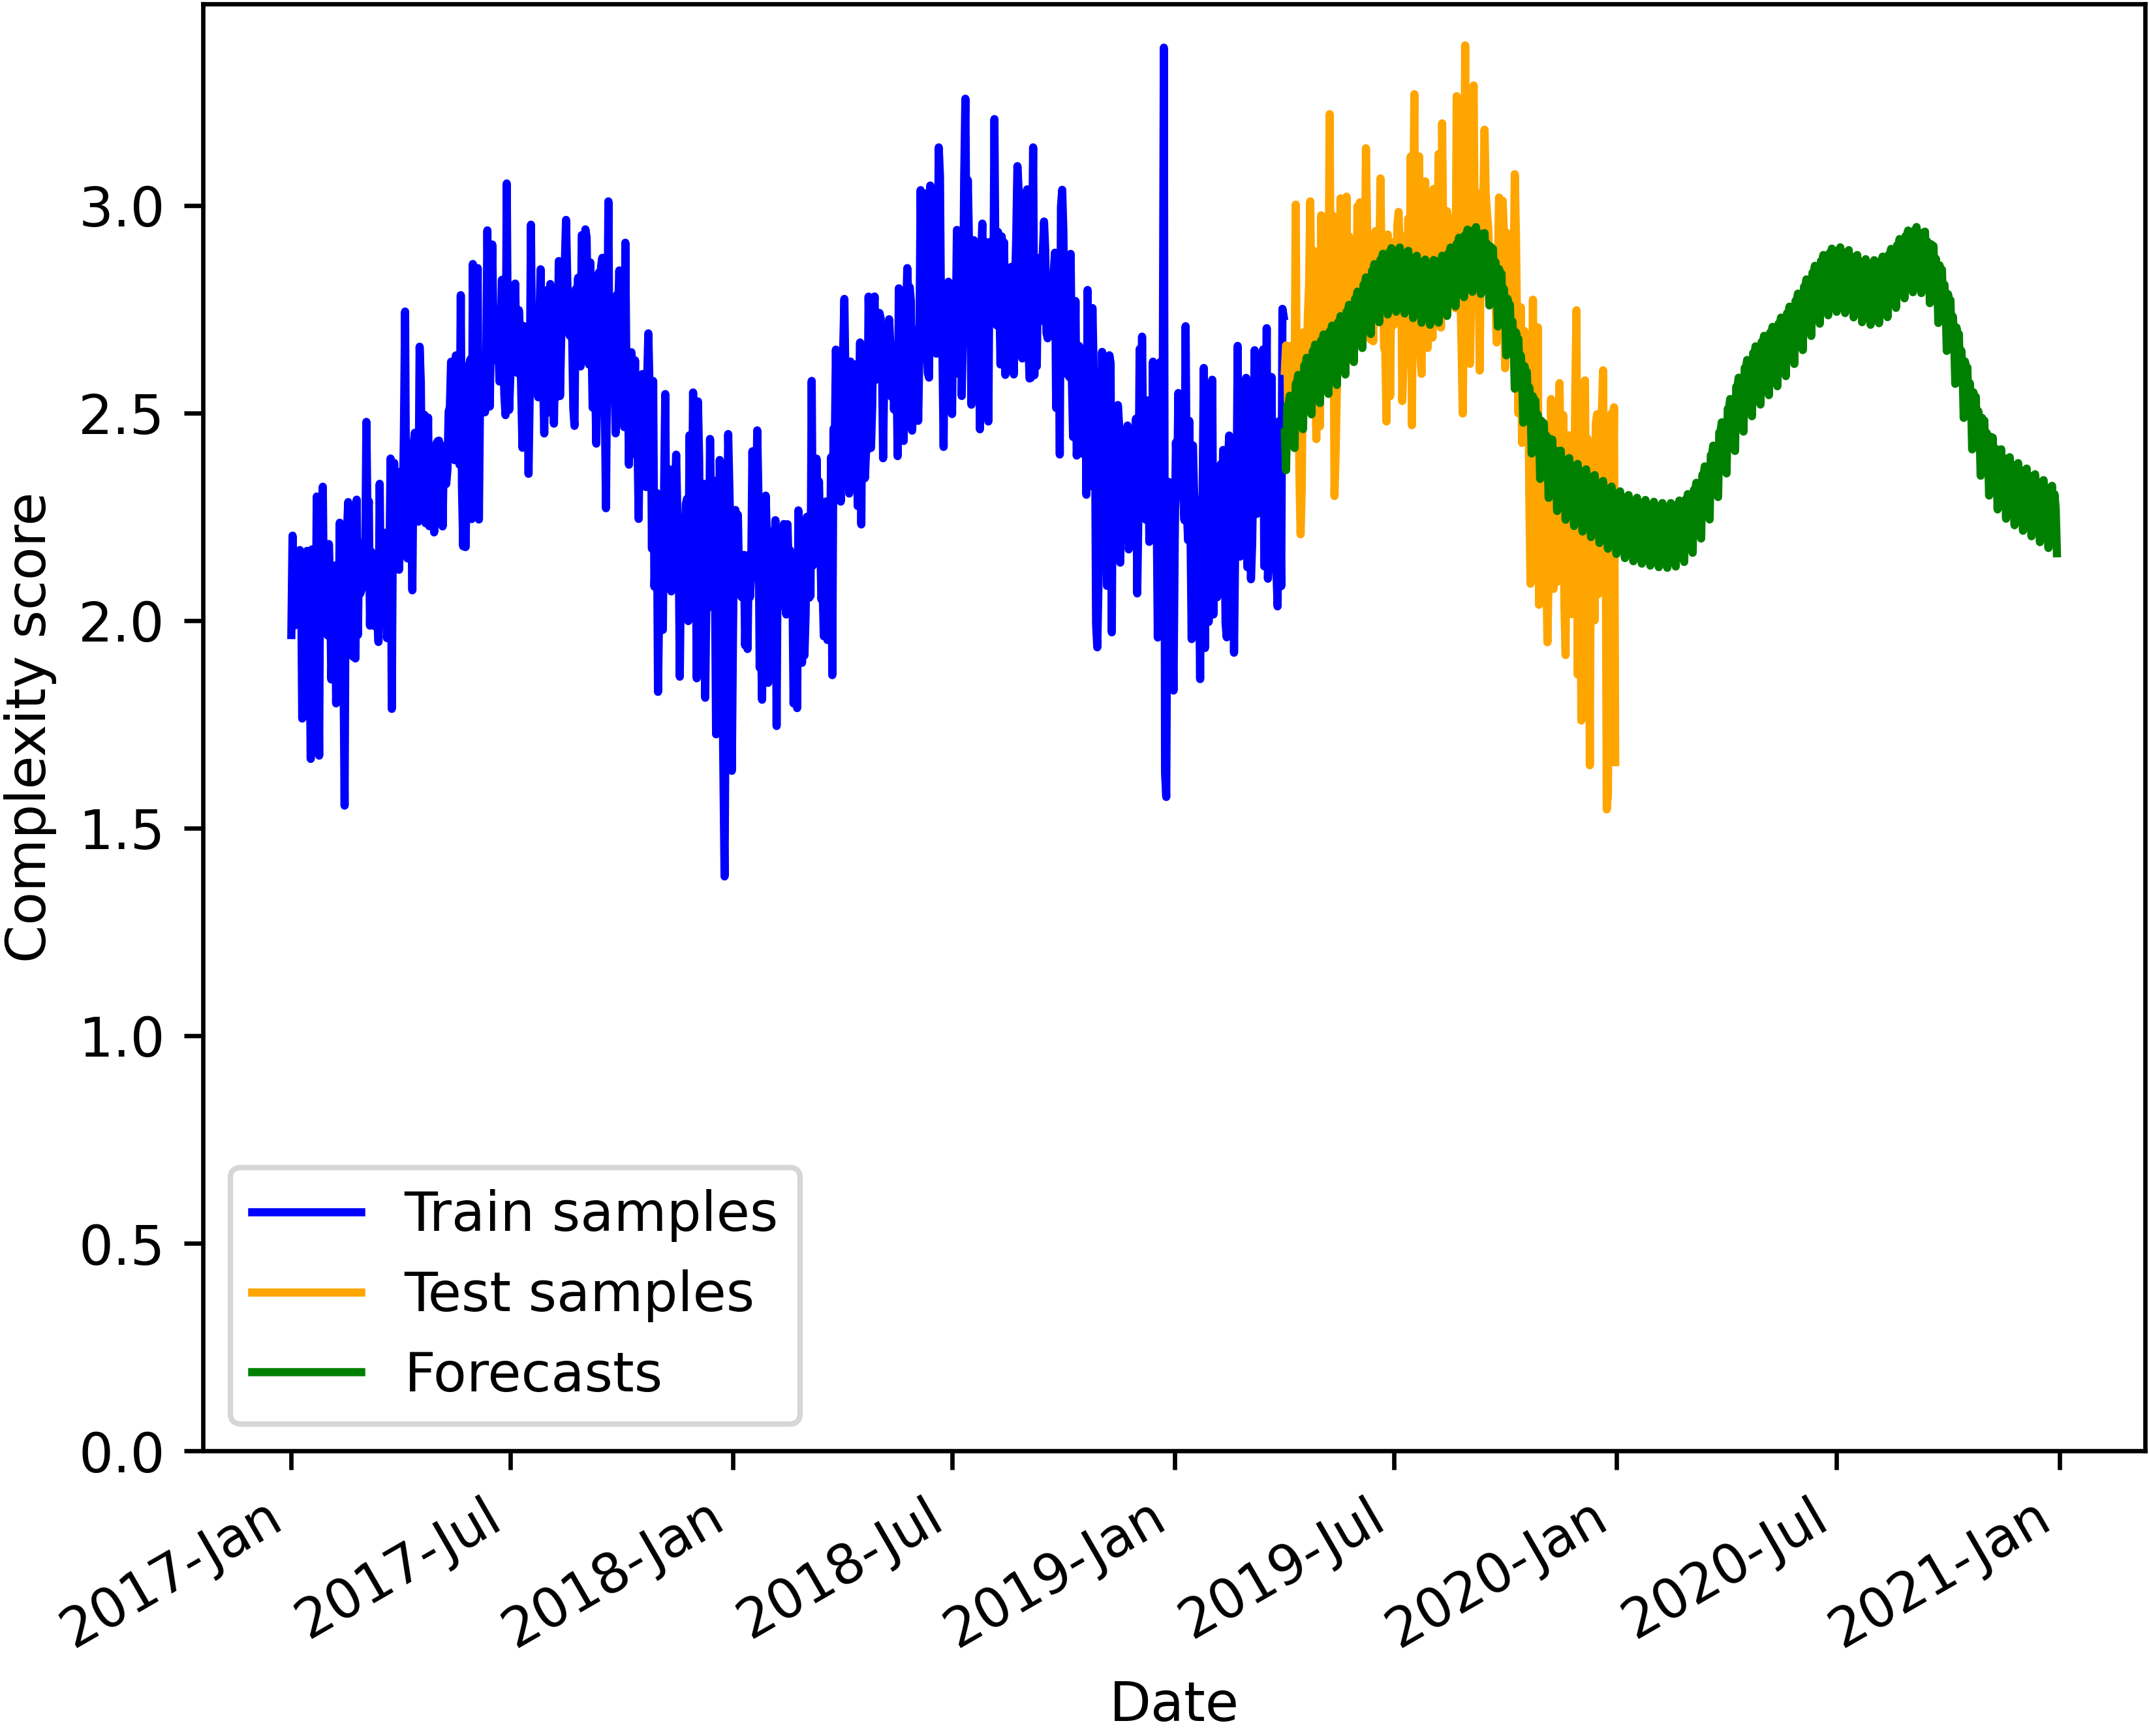 Complexity score
3.0
2.5
2.0
1.5
1.0
0.5
0.0
Train samples
Test samples
Forecasts
2017-Jan
2017-Jul
2018-Jan
2018-Jul
2019-Jan
2019-Jul
2020-Jan
2020-Jul
2021-Jan
Date